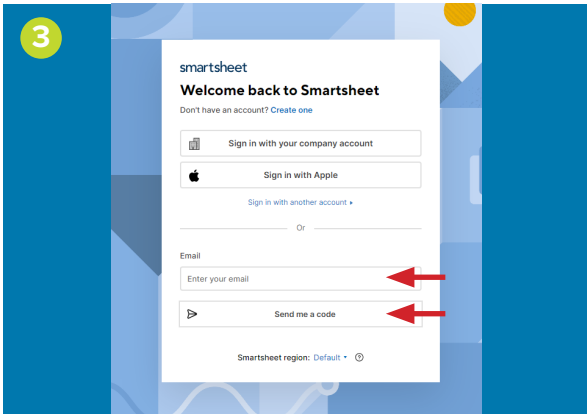 3
smartsheet
Welcome back to Smartsheet
Don't have an account? Create one
Sign in with your company account
Sign in with Apple
Sign in with another account
Or
Email
Enter your email
Send me a code
Smartsheet region: Default